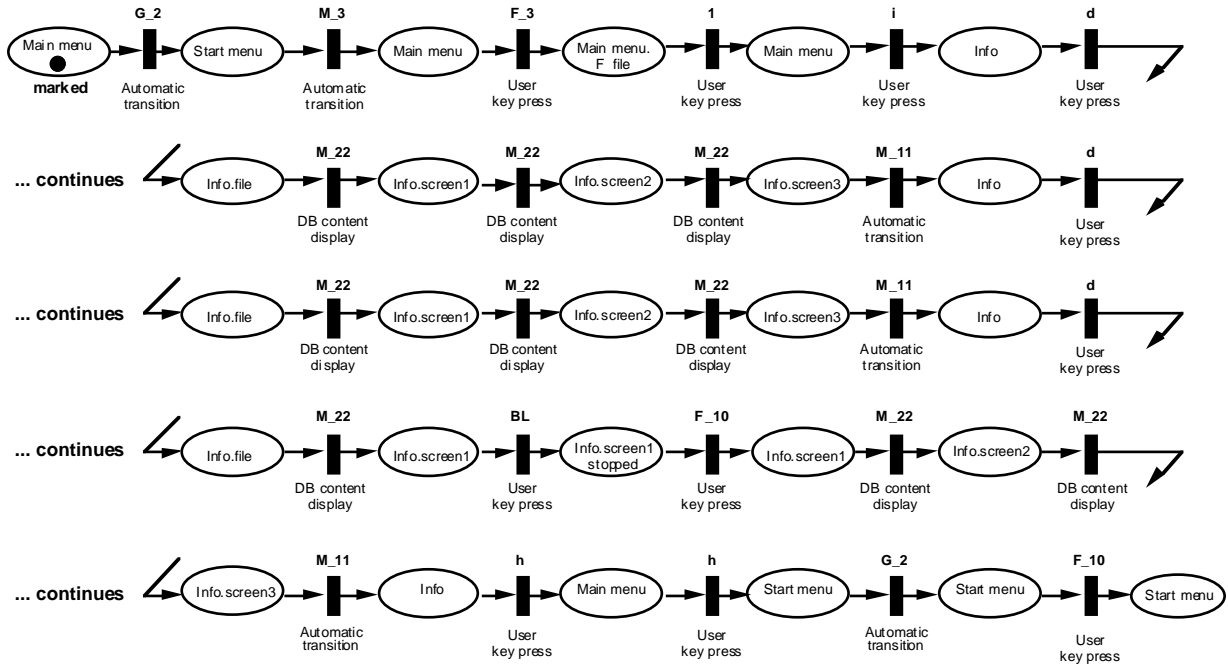 G_2 M_3 F_3 1 i d
Main menu Start menu Main menu Main menu. Main menu Info
F file
marked
Automatic Automatic User User User User
transition transition key press key press key press key press
M_22 M_22 M_22 M_11 d
... continues Info.file Info.screen1 Info.screen2 Info.screen3 Info
DB content DB content DB content Automatic User
display display display transition key press
M_22 M_22 M_22 M_11 d
... continues Info.file Info.screen1 Info.screen2 Info.screen3 Info
DB content DB content DB content Automatic User
display display display transition key press
M_22 BL F_10 M_22 M_22
... continues Info.file Info.screen1 Info.screen1 Info.screen1 Info.screen2
stopped
DB content User User DB content DB content
display key press key press display display
M_11 h h G_2 F_10
... continues Info.screen3 Info Main menu Start menu Start menu Start menu
Automatic User User Automatic User
transition key press key press transition key press